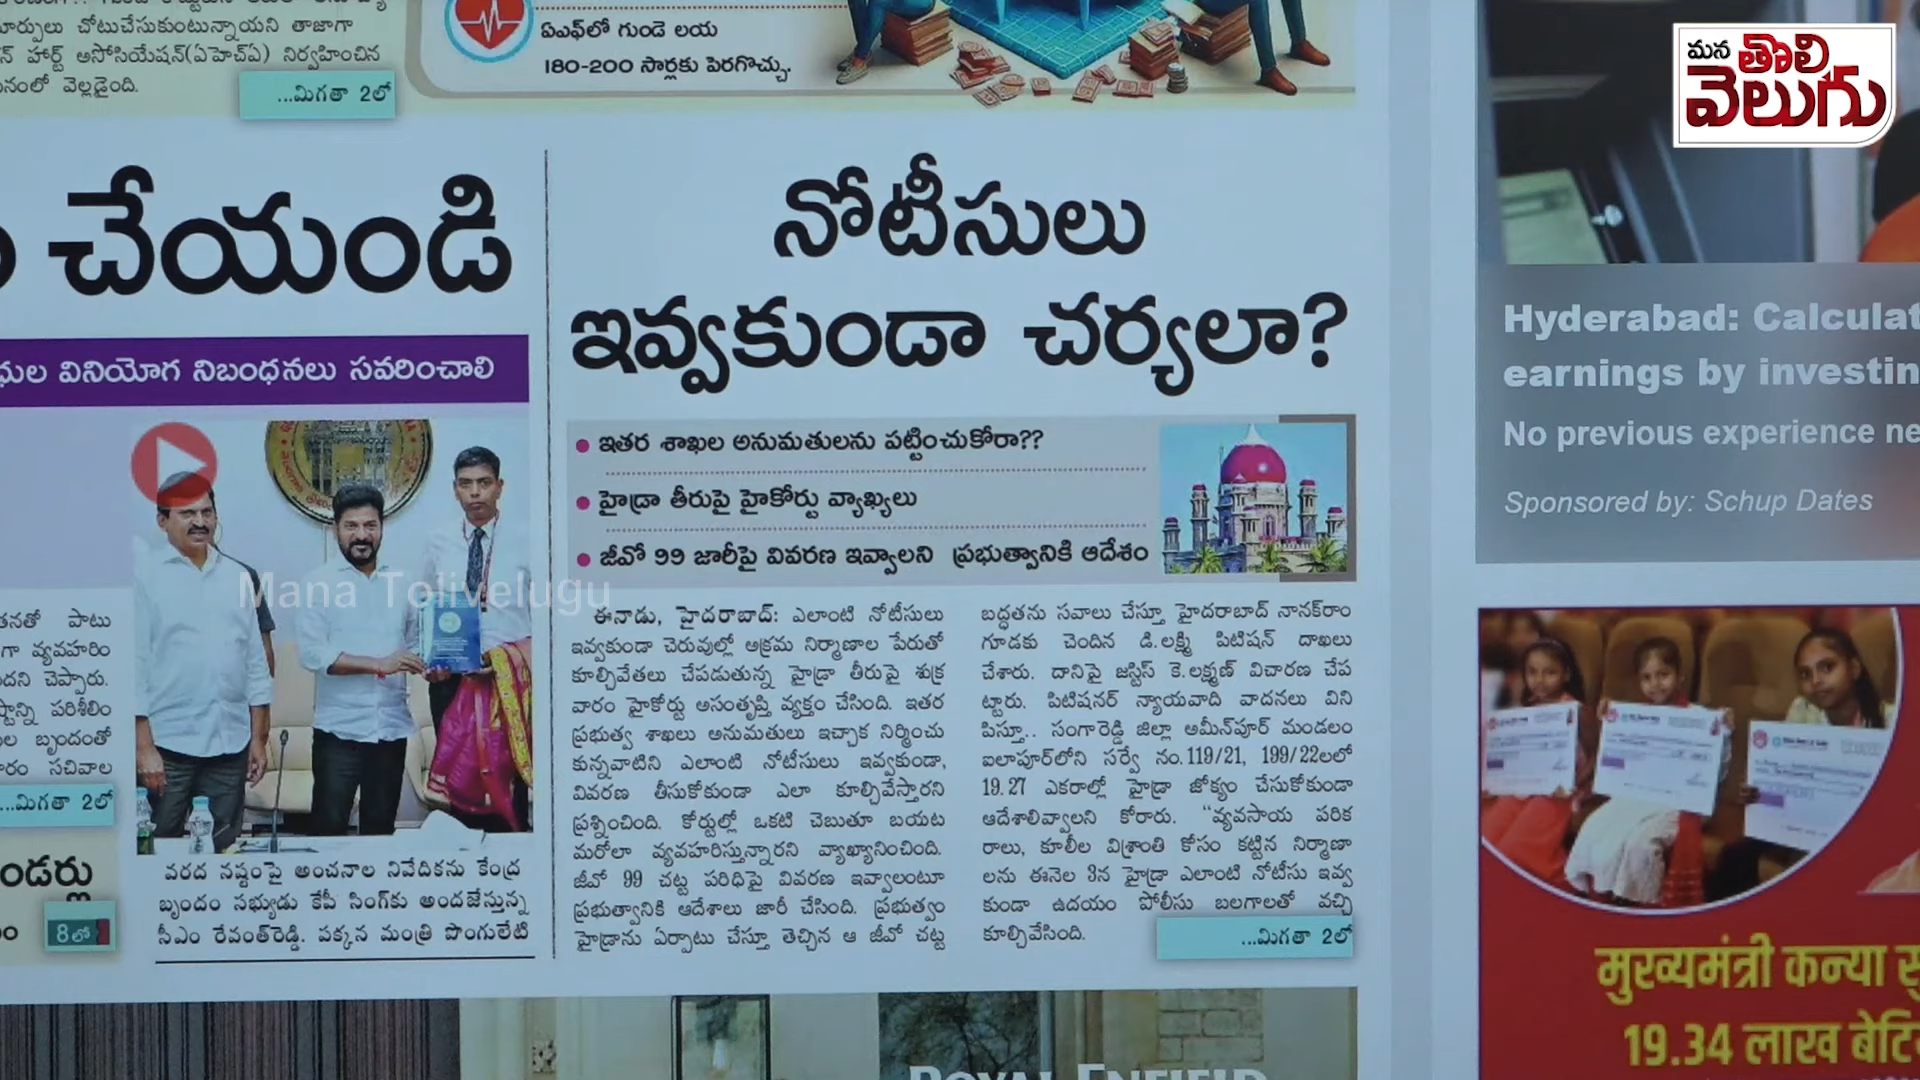 మార్పులు చోటుచేసుకుంటున్నాయని తాజాగా
హార్ట్ అసోసియేషన్(ఏహెచ్ఏ) నిర్వహించిన
వెల్లడైంది.
...మిగతా 2లో
ఏఎఫ్‌లో గుండె లయ
180-200 సార్లకు పెరగొచ్చు.
మన తొలి
వెలుగు
చేయండి
వినియోగ నిబంధనలు సవరించాలి
పాటు
వ్యవహరిం
చెప్పారు.
పరిశీలిం
బృందంతో
సచివాల
...మిగతా 2లో
8లో
వరద నష్టంపై అంచనాల నివేదికను కేంద్ర
బృందం సభ్యుడు కేపీ సింగ్‌కు అందజేస్తున్న
సీఎం రేవంత్‌రెడ్డి. పక్కన మంత్రి పొంగులేటి
Mana Tolivelugu
నోటీసులు
ఇవ్వకుండా చర్యలా?
• ఇతర శాఖల అనుమతులను పట్టించుకోరా??
• హైడ్రా తీరుపై హైకోర్టు వ్యాఖ్యలు
• జీవో 99 జారీపై వివరణ ఇవ్వాలని ప్రభుత్వానికి ఆదేశం
ఈనాడు, హైదరాబాద్: ఎలాంటి నోటీసులు
ఇవ్వకుండా చెరువుల్లో అక్రమ నిర్మాణాల పేరుతో
కూల్చివేతలు చేపడుతున్న హైడ్రా తీరుపై శుక్ర
వారం హైకోర్టు అసంతృప్తి వ్యక్తం చేసింది. ఇతర
ప్రభుత్వ శాఖలు అనుమతులు ఇచ్చాక నిర్మించు
కున్నవాటిని ఎలాంటి నోటీసులు ఇవ్వకుండా,
వివరణ తీసుకోకుండా ఎలా కూల్చివేస్తారని
ప్రశ్నించింది. కోర్టుల్లో ఒకటి చెబుతూ బయట
మరోలా వ్యవహరిస్తున్నారని వ్యాఖ్యానించింది.
జీవో 99 చట్ట పరిధిపై వివరణ ఇవ్వాలంటూ
ప్రభుత్వానికి ఆదేశాలు జారీ చేసింది. ప్రభుత్వం
హైడ్రాను ఏర్పాటు చేస్తూ తెచ్చిన ఆ జీవో చట్ట
బద్ధతను సవాలు చేస్తూ హైదరాబాద్ నానక్‌రాం
గూడకు చెందిన డి.లక్ష్మి పిటిషన్ దాఖలు
చేశారు. దానిపై జస్టిస్ కె.లక్ష్మణ్ విచారణ చేప
ట్టారు. పిటిషనర్ న్యాయవాది వాదనలు విని
పిస్తూ.. సంగారెడ్డి జిల్లా అమీన్‌పూర్ మండలం
ఐలాపూర్‌లోని సర్వే నం.119/21, 199/22లలో
19.27 ఎకరాల్లో హైడ్రా జోక్యం చేసుకోకుండా
ఆదేశాలివ్వాలని కోరారు. “వ్యవసాయ పరిక
రాలు, కూలీల విశ్రాంతి కోసం కట్టిన నిర్మాణా
లను ఈనెల 3న హైడ్రా ఎలాంటి నోటీసు ఇవ్వ
కుండా ఉదయం పోలీసు బలగాలతో వచ్చి
కూల్చివేసింది.
...మిగతా 2లో
ROYAL ENFIELD
Hyderabad: Calculat
earnings by investin
No previous experience ne
Sponsored by: Schup Dates
मुख्यमंत्री कन्या सु
19.34 लाख बेटि